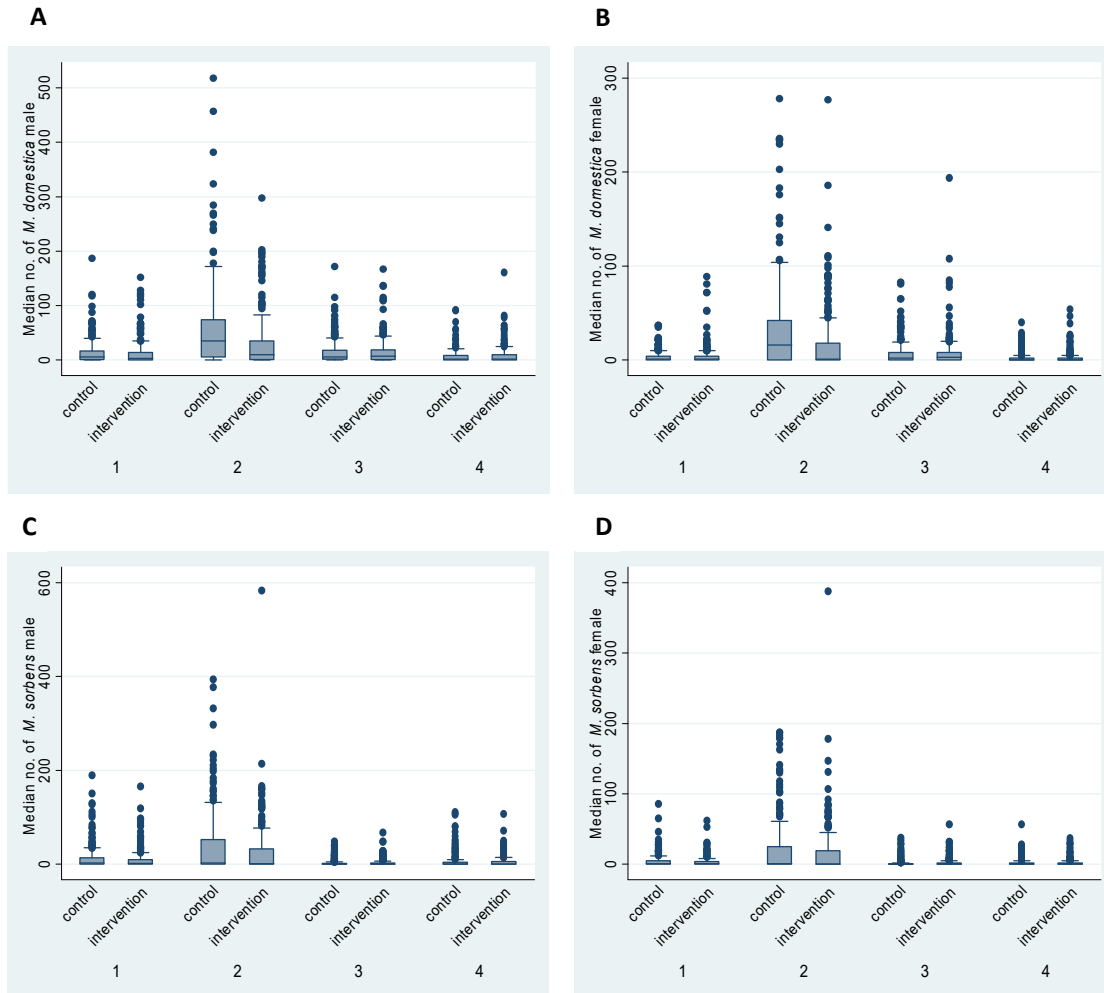 A
Median no. of M. domestica male
500
400
300
200
100
0
control
intervention
control
intervention
control
intervention
control
intervention
1
2
3
4
B
Median no. of M. domestica female
300
200
100
0
control
intervention
control
intervention
control
intervention
control
intervention
1
2
3
4
C
Median no. of M. sorbens male
600
400
200
0
control
intervention
control
intervention
control
intervention
control
intervention
1
2
3
4
D
Median no. of M. sorbens female
400
300
200
100
0
control
intervention
control
intervention
control
intervention
control
intervention
1
2
3
4